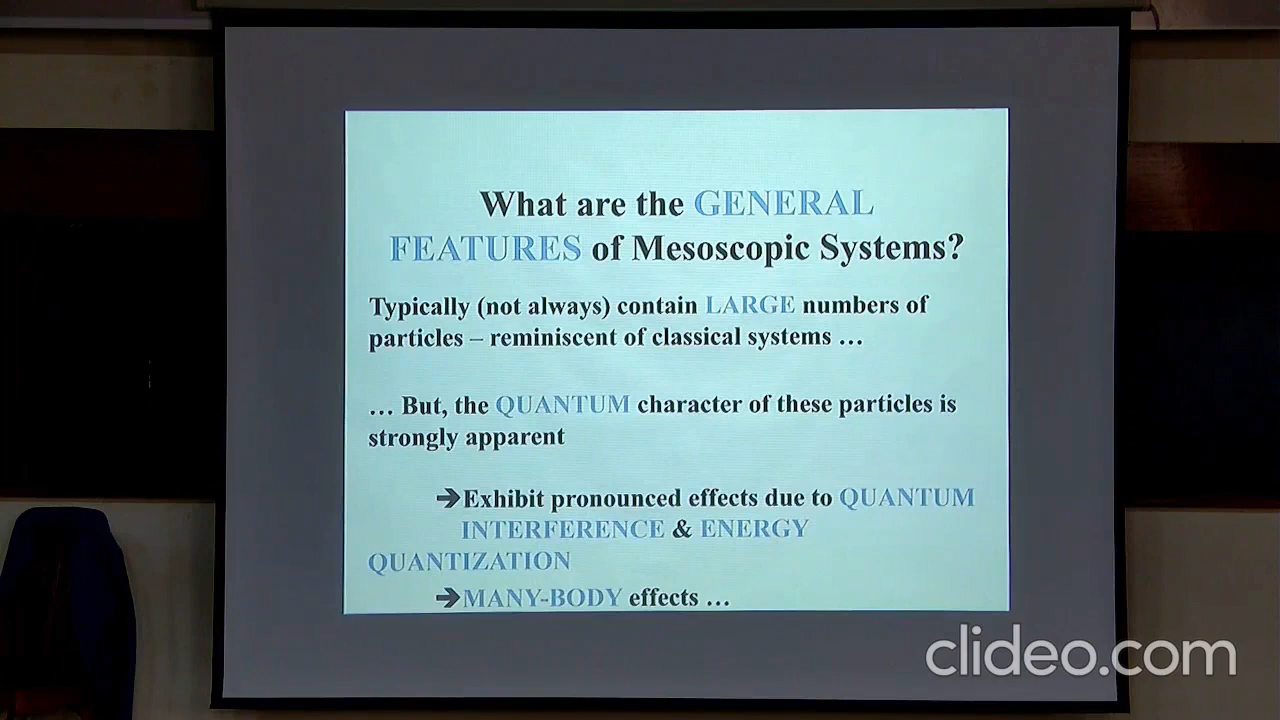 What are the GENERAL
FEATURES of Mesoscopic Systems?
Typically (not always) contain LARGE numbers of
particles – reminiscent of classical systems …
… But, the QUANTUM character of these particles is
strongly apparent
➔Exhibit pronounced effects due to QUANTUM
INTERFERENCE & ENERGY
QUANTIZATION
➔MANY-BODY effects …
clideo.com